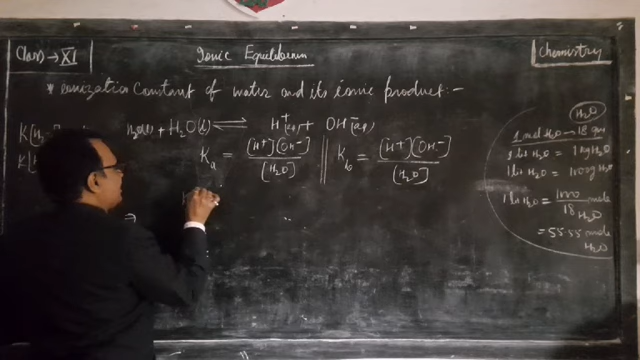 Class → XI
Ionic Equilibrium
Chemistry
* ionization Constant of water and its ionic product:-
H₂O(l) + H₂O(l) ⇌ H⁺(aq) + OH⁻(aq)
Kₐ = [H⁺][OH⁻] / [H₂O] || K_b = [H⁺][OH⁻] / [H₂O]
K[H₂
K[H
⇒
H₂O
1 mol H₂O → 18 gm
1 lit H₂O = 1 kg H₂O
1 lit H₂O = 1000 g H₂O
1 lit H₂O = 1000/18 mole H₂O
= 55.55 mole H₂O